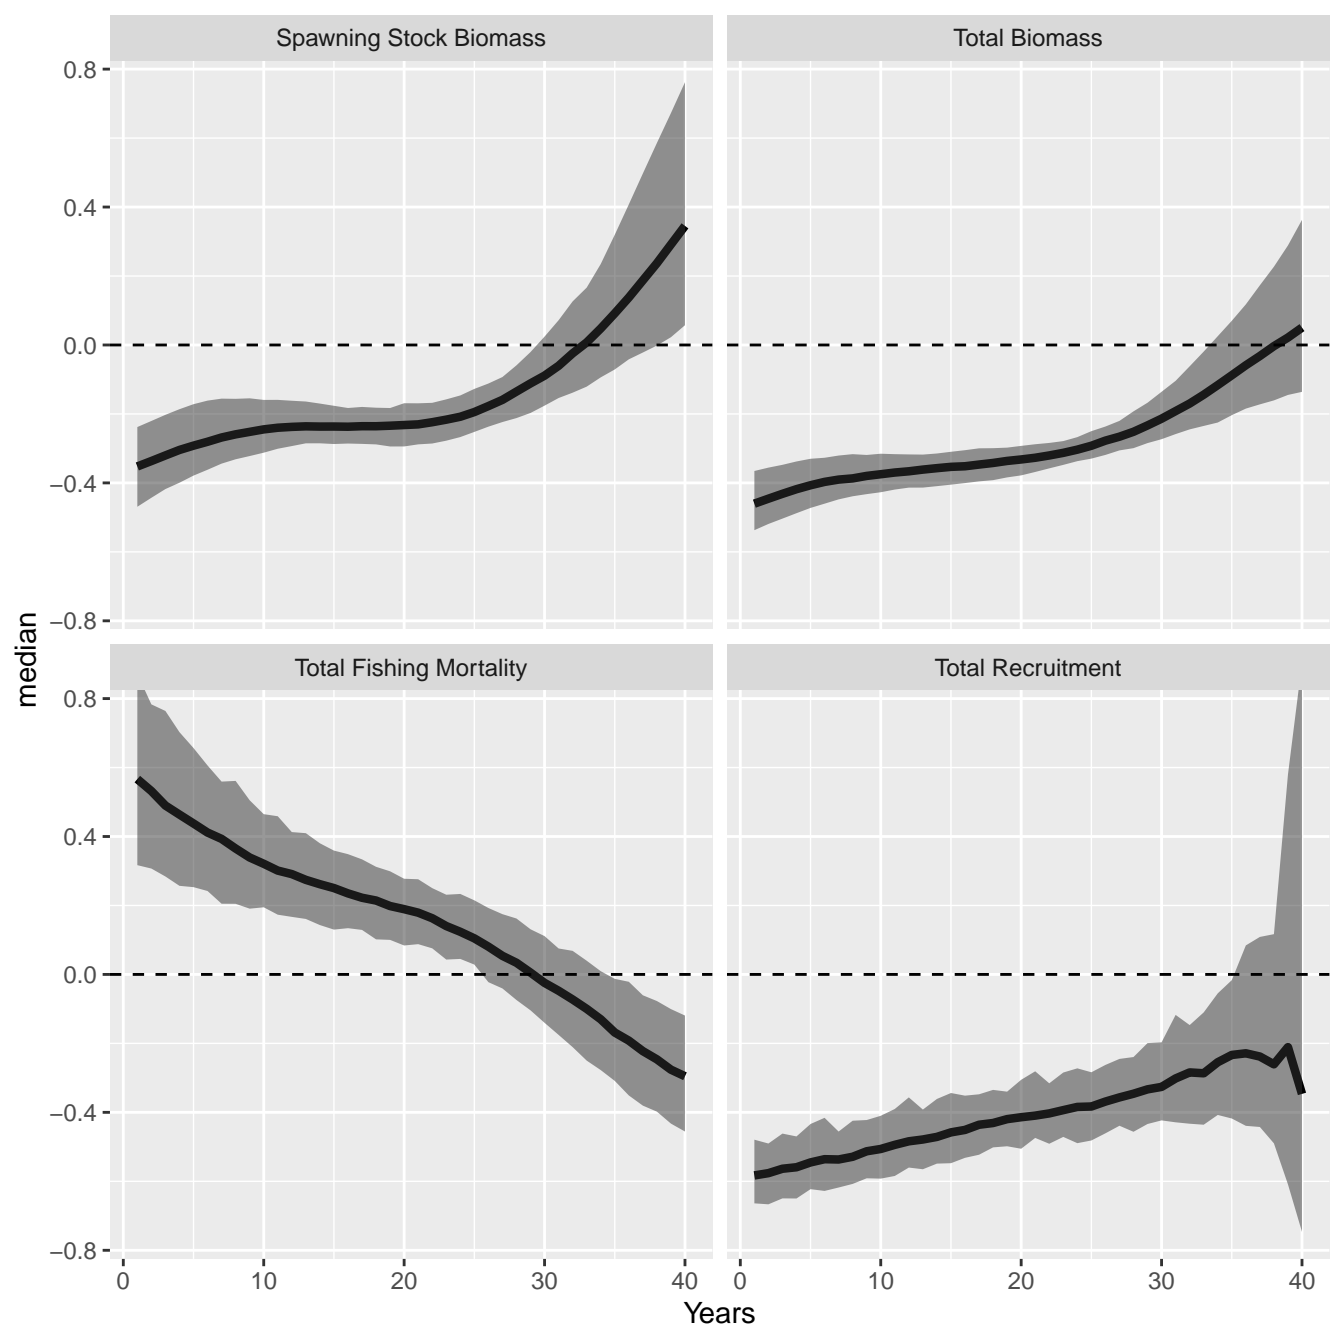 Spawning Stock Biomass
Total Biomass
0.8
0.4
0.0
−0.4
−0.8
median
Total Fishing Mortality
Total Recruitment
0.8
0.4
0.0
−0.4
−0.8
0 10 20 30 40
0 10 20 30 40
Years